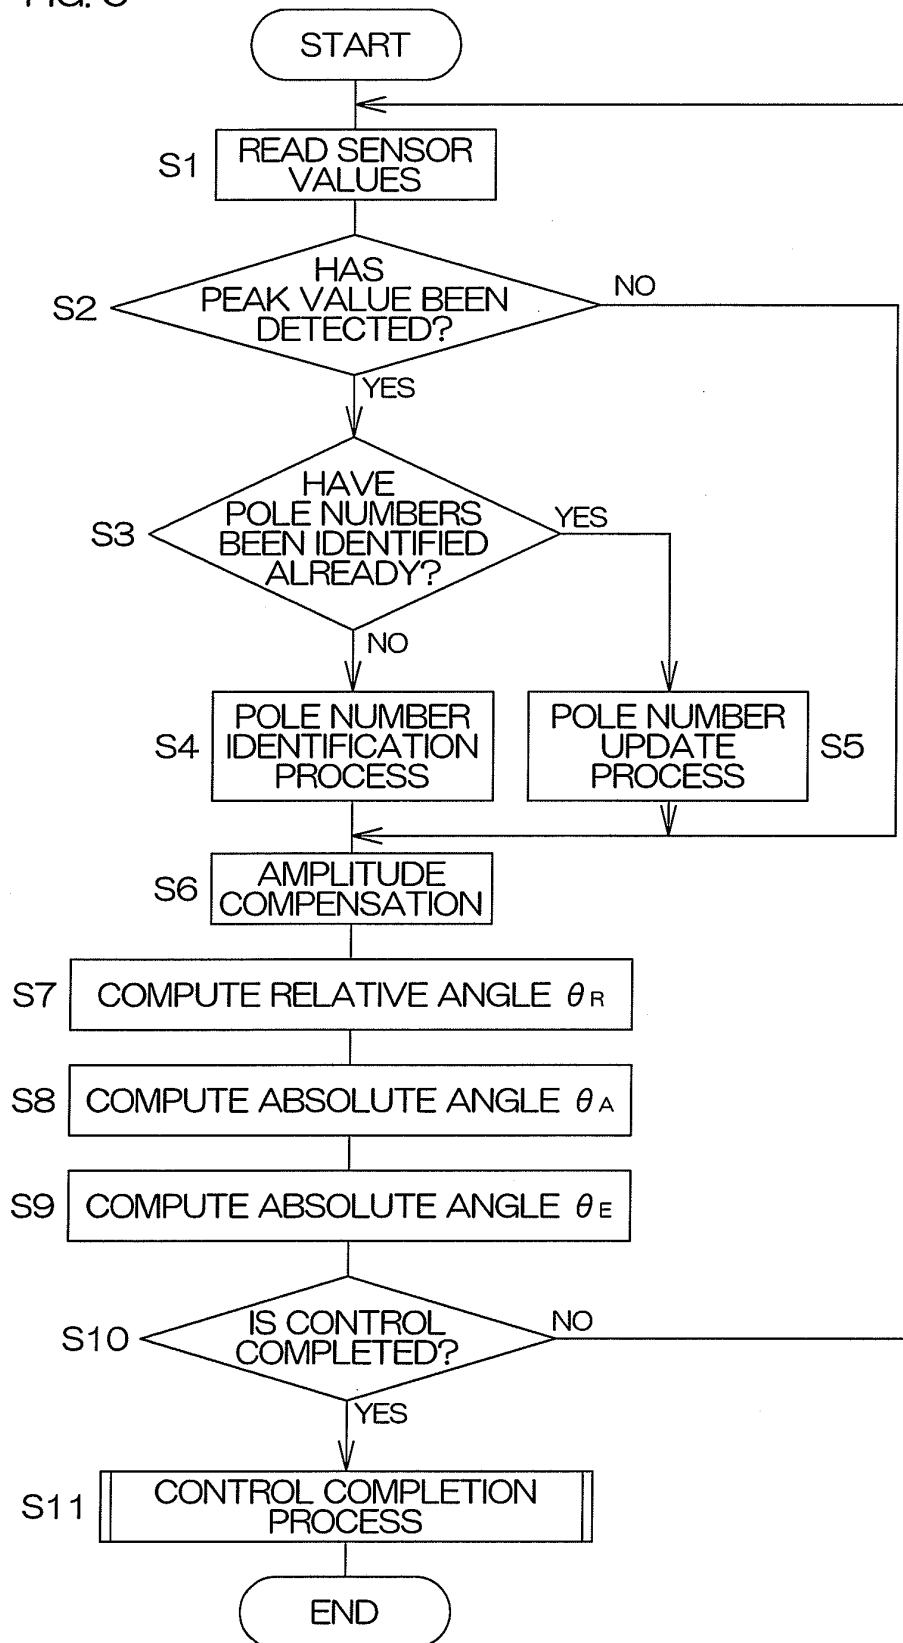 START
S1
READ SENSOR
VALUES
S2
HAS
PEAK VALUE BEEN
DETECTED?
NO
YES
S3
HAVE
POLE NUMBERS
BEEN IDENTIFIED
ALREADY?
YES
NO
S4
POLE NUMBER
IDENTIFICATION
PROCESS
POLE NUMBER
UPDATE
PROCESS
S5
S6
AMPLITUDE
COMPENSATION
S7
COMPUTE RELATIVE ANGLE θR
S8
COMPUTE ABSOLUTE ANGLE θA
S9
COMPUTE ABSOLUTE ANGLE θE
S10
IS CONTROL
COMPLETED?
NO
YES
S11
CONTROL COMPLETION
PROCESS
END